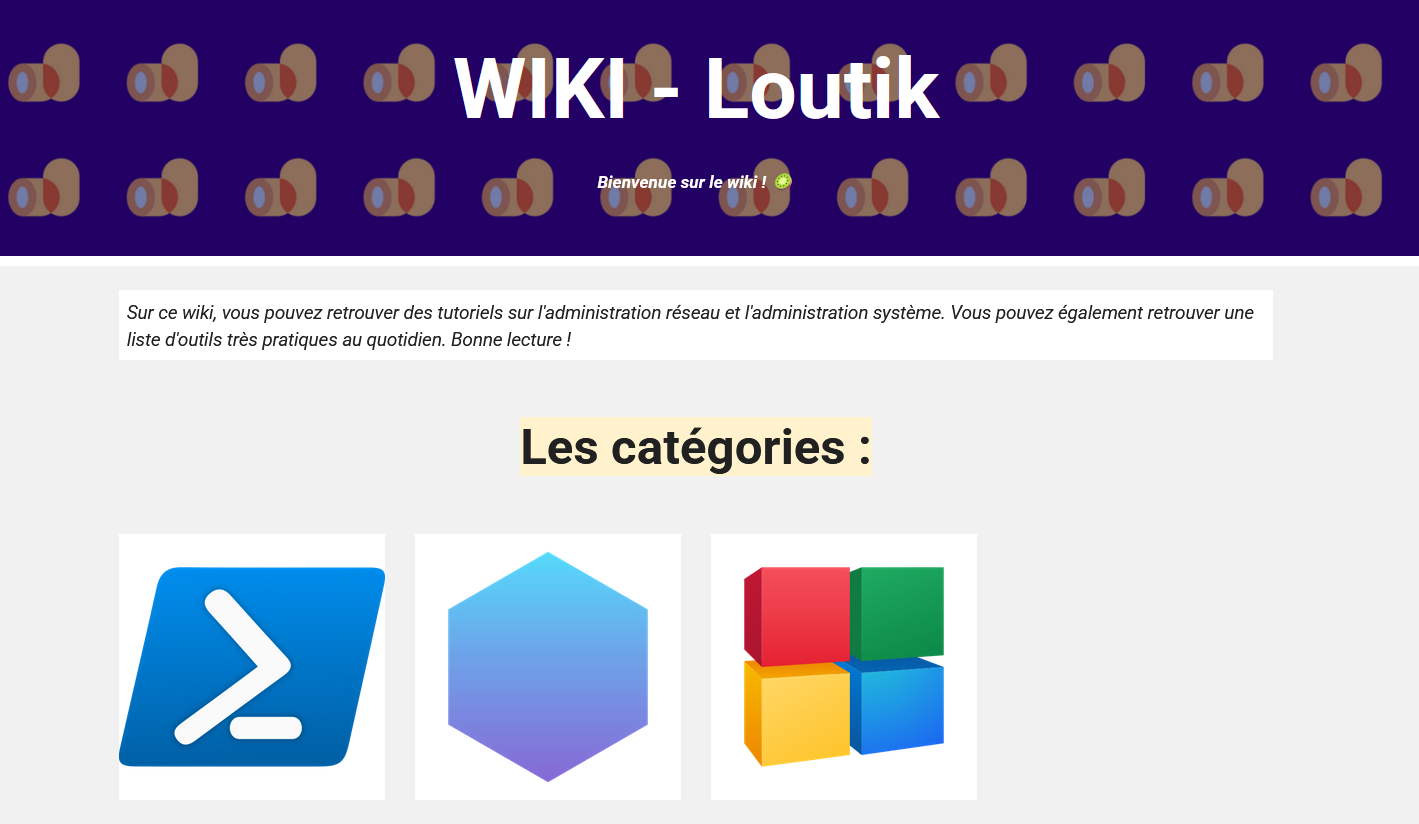 WIKI - Loutik
Bienvenue sur le wiki ! 🥝
Sur ce wiki, vous pouvez retrouver des tutoriels sur l'administration réseau et l'administration système. Vous pouvez également retrouver une
liste d'outils très pratiques au quotidien. Bonne lecture !
Les catégories :